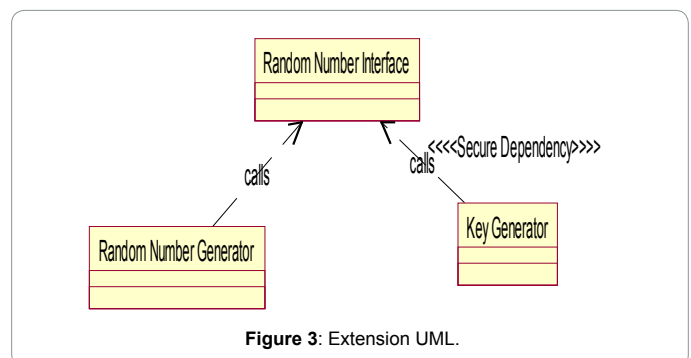 Random Number Interface
<<<<Secure Dependency>>>>
calls
calls
Random Number Generator
Key Generator
Figure 3: Extension UML.